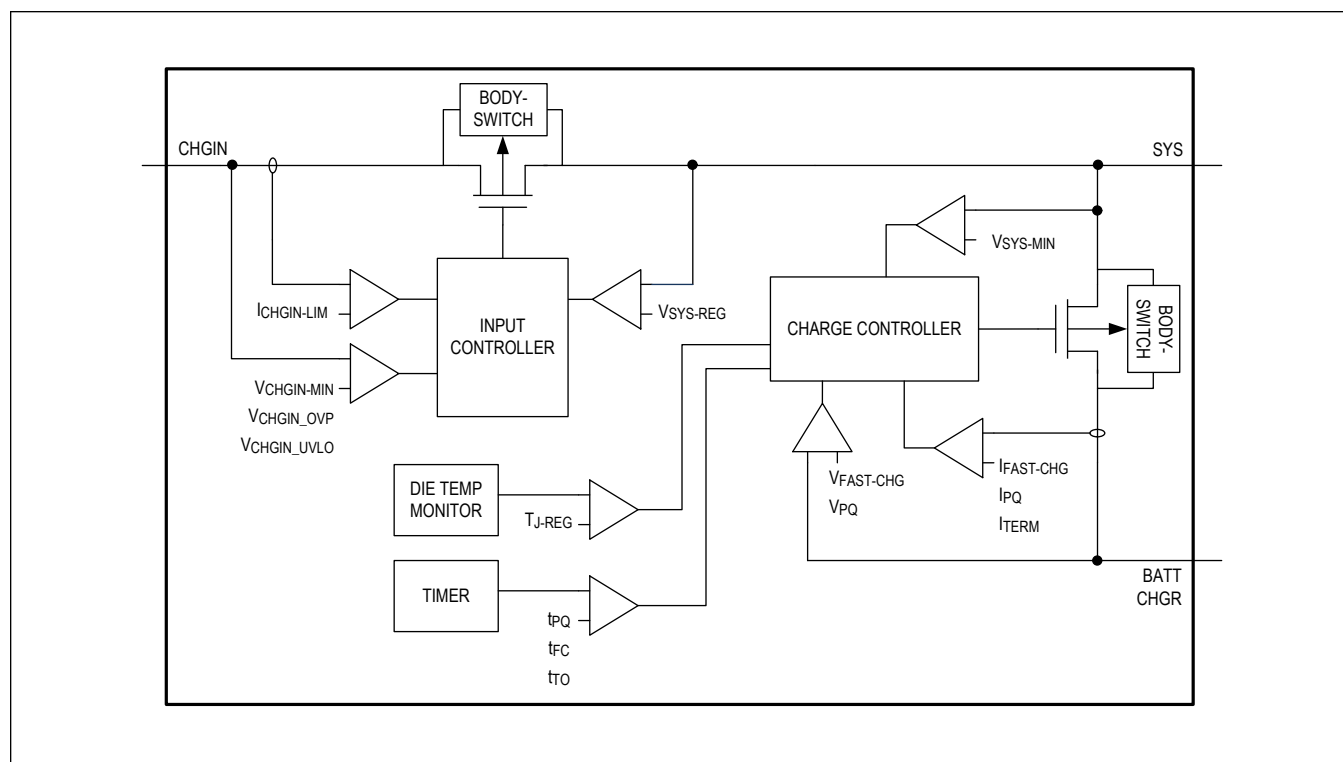 BODY-
SWITCH
CHGIN
SYS
VSYS-MIN
ICHGIN-LIM
INPUT
CONTROLLER
VSYS-REG
CHARGE CONTROLLER
BODY-
SWITCH
VCHGIN-MIN
VCHGIN_OVP
VCHGIN_UVLO
DIE TEMP
MONITOR
TJ-REG
VFAST-CHG
VPQ
IFAST-CHG
IPQ
ITERM
TIMER
tPQ
tFC
tTO
BATT
CHGR